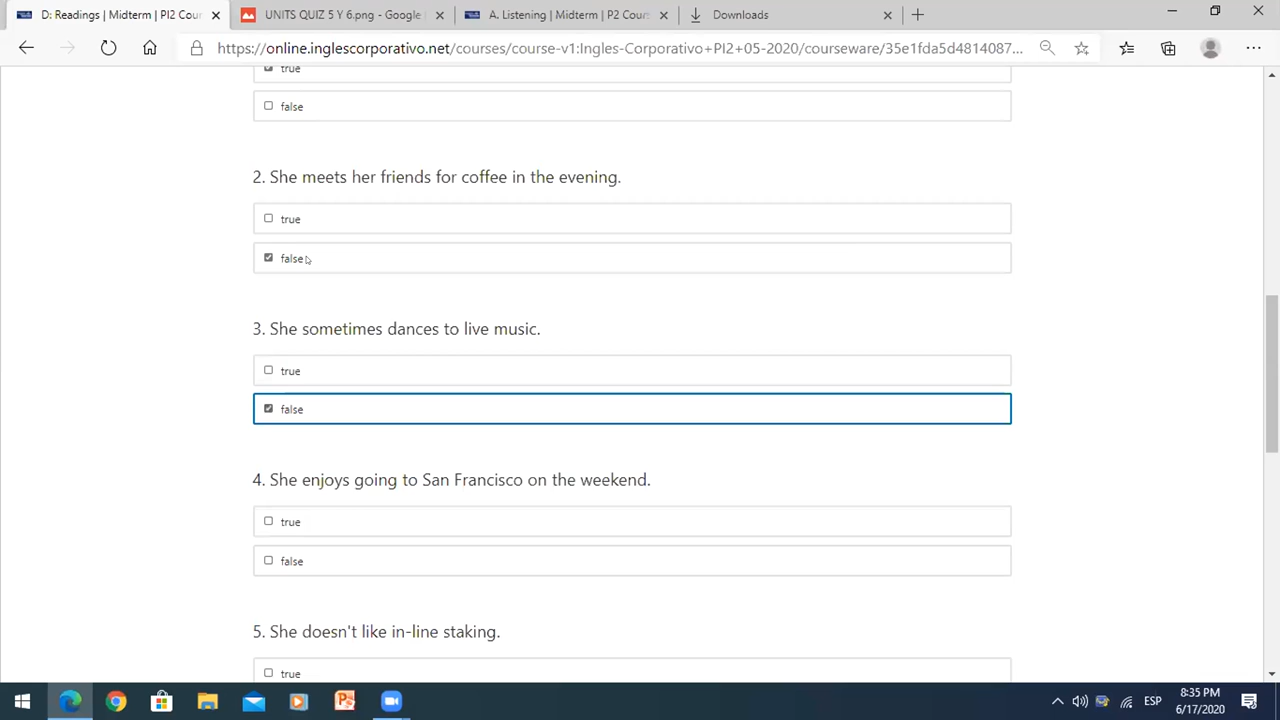 D: Readings | Midterm | PI2 Cour
UNITS QUIZ 5 Y 6.png - Google
A. Listening | Midterm | P2 Cours
Downloads
https://online.inglescorporativo.net/courses/course-v1:Ingles-Corporativo+PI2+05-2020/courseware/35e1fda5d4814087...
true
false
2. She meets her friends for coffee in the evening.
true
false
3. She sometimes dances to live music.
true
false
4. She enjoys going to San Francisco on the weekend.
true
false
5. She doesn't like in-line staking.
true
ESP
8:35 PM
6/17/2020